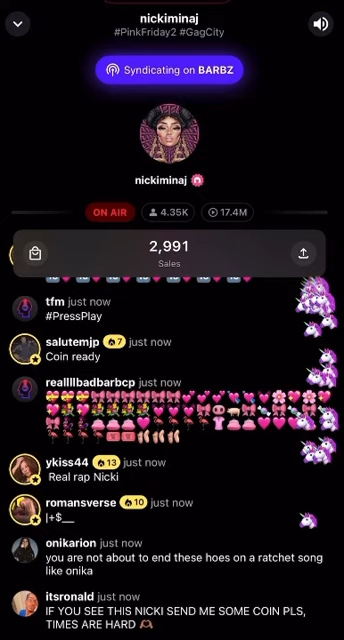 nickiminaj
#PinkFriday2 #GagCity
Syndicating on BARBZ
nickiminaj
ON AIR 4.35K 17.4M
2,991
Sales
tfm just now
#PressPlay
salutemjp 7 just now
Coin ready
reallllbadbarbcp just now
ykiss44 13 just now
Real rap Nicki
romansverse 10 just now
|+$__
onikarion just now
you are not about to end these hoes on a ratchet song
like onika
itsronald just now
IF YOU SEE THIS NICKI SEND ME SOME COIN PLS,
TIMES ARE HARD 🫶🏾